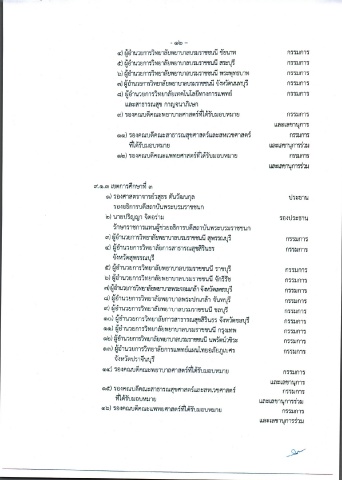 - ๑๒ -
๔) ผู้อำนวยการวิทยาลัยพยาบาลบรมราชชนนี ชัยนาท กรรมการ
๕) ผู้อำนวยการวิทยาลัยพยาบาลบรมราชชนนี สระบุรี กรรมการ
๖) ผู้อำนวยการวิทยาลัยพยาบาลบรมราชชนนี พระพุทธบาท กรรมการ
๗) ผู้อำนวยการวิทยาลัยพยาบาลบรมราชชนนี จังหวัดนนทบุรี กรรมการ
๘) ผู้อำนวยการวิทยาลัยเทคโนโลยีทางการแพทย์ กรรมการ
และสาธารณสุข กาญจนาภิเษก
๙) รองคณบดีคณะพยาบาลศาสตร์ที่ได้รับมอบหมาย กรรมการ
และเลขานุการ
๑๑) รองคณบดีคณะสาธารณสุขศาสตร์และสหเวชศาสตร์ กรรมการ
ที่ได้รับมอบหมาย และเลขานุการร่วม
๑๒) รองคณบดีคณะแพทยศาสตร์ที่ได้รับมอบหมาย กรรมการ
และเลขานุการร่วม
๙.๑.๓ เขตการศึกษาที่ ๓
๑) รองศาสตราจารย์วสุธร ตันวัฒนกุล ประธาน
รองอธิการบดีสถาบันพระบรมราชชนก
๒) นายปริญญา จิตอร่าม รองประธาน
รักษาราชการแทนผู้ช่วยอธิการบดีสถาบันพระบรมราชชนก
๓) ผู้อำนวยการวิทยาลัยพยาบาลบรมราชชนนี สุพรรณบุรี กรรมการ
๔) ผู้อำนวยการวิทยาลัยการสาธารณสุขสิรินธร กรรมการ
จังหวัดสุพรรณบุรี
๕) ผู้อำนวยการวิทยาลัยพยาบาลบรมราชชนนี ราชบุรี กรรมการ
๖) ผู้อำนวยการวิทยาลัยพยาบาลบรมราชชนนี จักรีรัช กรรมการ
๗) ผู้อำนวยการวิทยาลัยพยาบาลพระจอมเกล้า จังหวัดเพชรบุรี กรรมการ
๘) ผู้อำนวยการวิทยาลัยพยาบาลพระปกเกล้า จันทบุรี กรรมการ
๙) ผู้อำนวยการวิทยาลัยพยาบาลบรมราชชนนี ชลบุรี กรรมการ
๑๐) ผู้อำนวยการวิทยาลัยการสาธารณสุขสิรินธร จังหวัดชลบุรี กรรมการ
๑๑) ผู้อำนวยการวิทยาลัยพยาบาลบรมราชชนนี กรุงเทพ กรรมการ
๑๒) ผู้อำนวยการวิทยาลัยพยาบาลบรมราชชนนี นพรัตน์วชิระ กรรมการ
๑๓) ผู้อำนวยการวิทยาลัยการแพทย์แผนไทยอภัยภูเบศร กรรมการ
จังหวัดปราจีนบุรี
๑๔) รองคณบดีคณะพยาบาลศาสตร์ที่ได้รับมอบหมาย กรรมการ
และเลขานุการ
๑๕) รองคณบดีคณะสาธารณสุขศาสตร์และสหเวชศาสตร์ กรรมการ
ที่ได้รับมอบหมาย และเลขานุการร่วม
๑๖) รองคณบดีคณะแพทยศาสตร์ที่ได้รับมอบหมาย กรรมการ
และเลขานุการร่วม